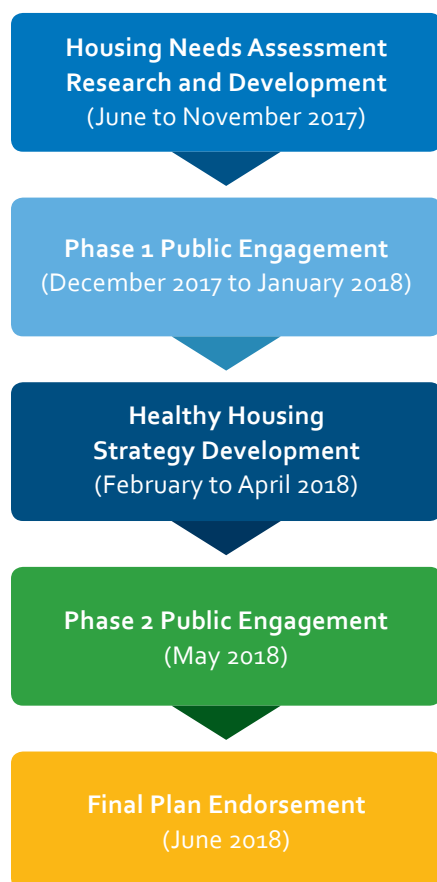 Housing Needs Assessment
Research and Development
(June to November 2017)
Phase 1 Public Engagement
(December 2017 to January 2018)
Healthy Housing
Strategy Development
(February to April 2018)
Phase 2 Public Engagement
(May 2018)
Final Plan Endorsement
(June 2018)